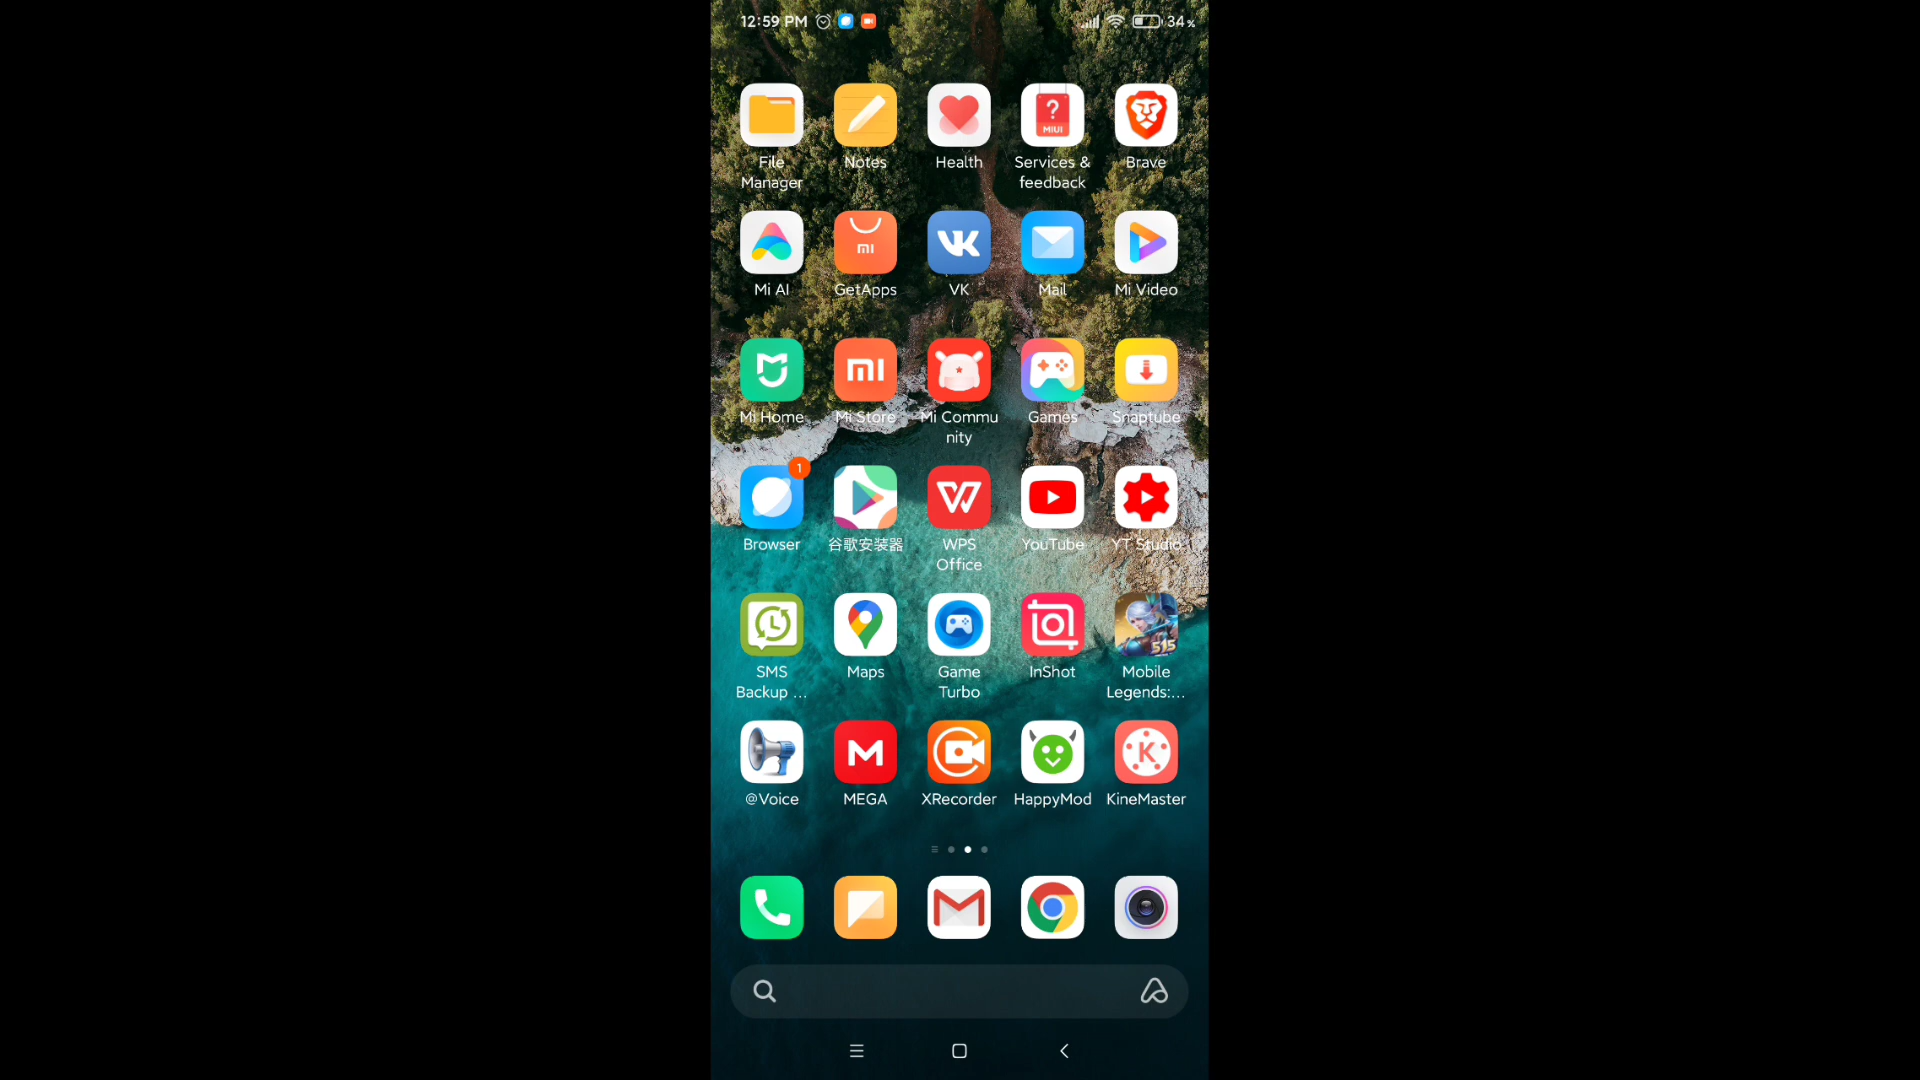 12:59 PM 34%
File Manager Notes Health Services & feedback Brave
MIUI
Mi AI GetApps VK Mail Mi Video
Mi Home Mi Store Mi Commu nity Games Snaptube
1
Browser 谷歌安装器 WPS Office YouTube YT Studio
515
SMS Backup ... Maps Game Turbo InShot Mobile Legends:...
@Voice MEGA XRecorder HappyMod KineMaster